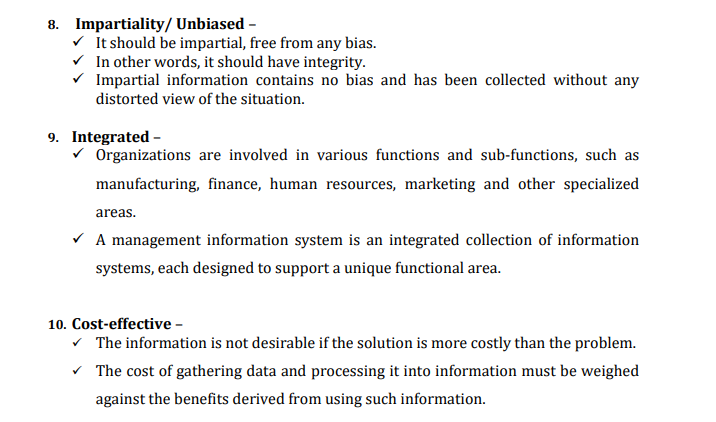 8. Impartiality/ Unbiased –
✓ It should be impartial, free from any bias.
✓ In other words, it should have integrity.
✓ Impartial information contains no bias and has been collected without any
distorted view of the situation.
9. Integrated –
✓ Organizations are involved in various functions and sub-functions, such as
manufacturing, finance, human resources, marketing and other specialized
areas.
✓ A management information system is an integrated collection of information
systems, each designed to support a unique functional area.
10. Cost-effective –
✓ The information is not desirable if the solution is more costly than the problem.
✓ The cost of gathering data and processing it into information must be weighed
against the benefits derived from using such information.